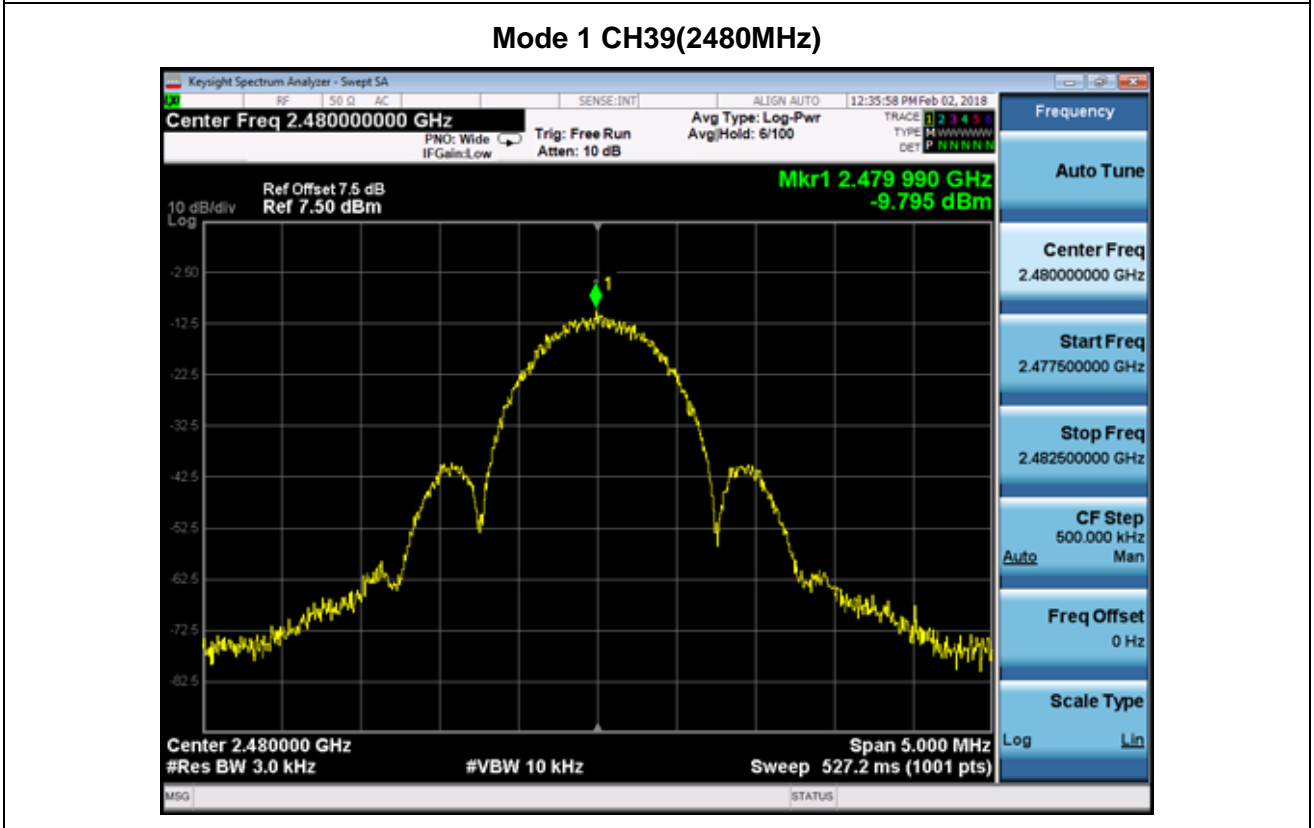 Mode 1 CH39(2480MHz)
Keysight Spectrum Analyzer - Swept SA
LXI RF 50 Ω AC SENSE:INT ALIGN AUTO 12:35:58 PM Feb 02, 2018
Center Freq 2.480000000 GHz
PNO: Wide
IFGain:Low
Trig: Free Run
Atten: 10 dB
Avg Type: Log-Pwr
Avg|Hold: 6/100
TRACE 1 2 3 4 5 6
TYPE M WWWWW
DET P N N N N N
Mkr1 2.479 990 GHz
-9.795 dBm
Ref Offset 7.5 dB
10 dB/div Ref 7.50 dBm
Log
1
-2.50
-12.5
-22.5
-32.5
-42.5
-52.5
-62.5
-72.5
-82.5
Center 2.480000 GHz Span 5.000 MHz
#Res BW 3.0 kHz #VBW 10 kHz Sweep 527.2 ms (1001 pts)
MSG STATUS
Frequency
Auto Tune
Center Freq
2.480000000 GHz
Start Freq
2.477500000 GHz
Stop Freq
2.482500000 GHz
CF Step
500.000 kHz
Auto Man
Freq Offset
0 Hz
Scale Type
Log Lin